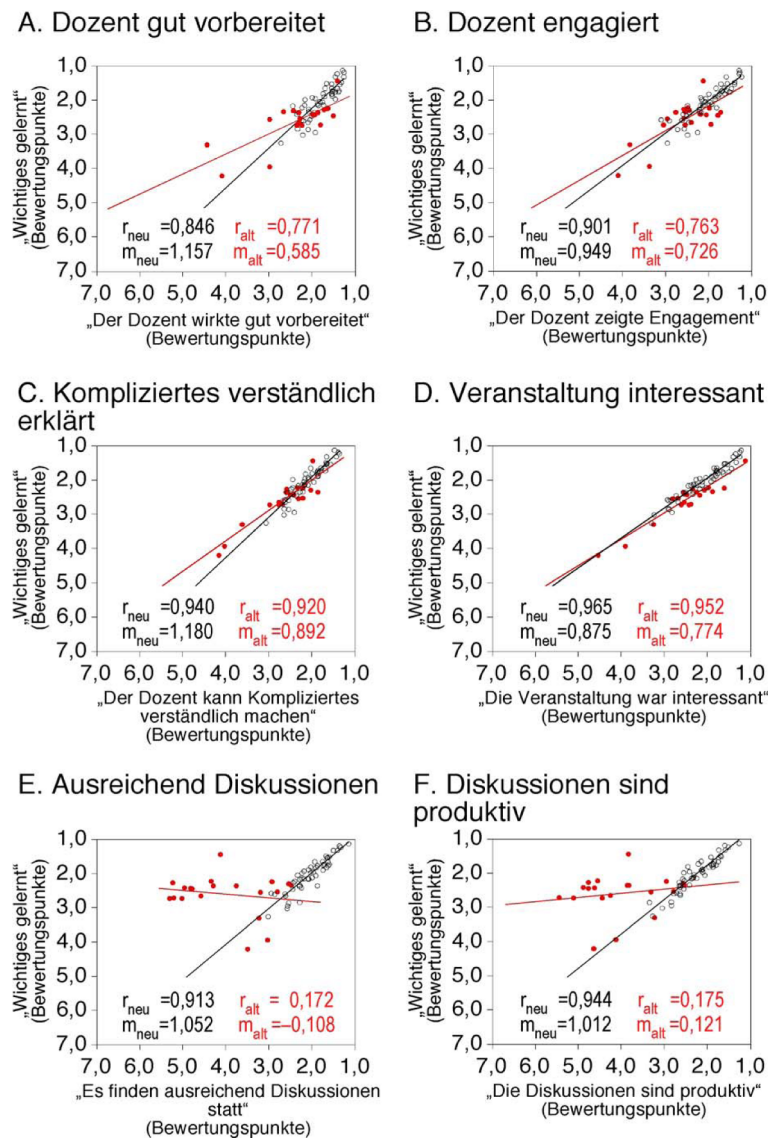 A. Dozent gut vorbereitet
„Wichtiges gelernt“
(Bewertungspunkte)
1,0
2,0
3,0
4,0
5,0
6,0
7,0
r neu =0,846 r alt =0,771
m neu =1,157 m alt =0,585
7,0 6,0 5,0 4,0 3,0 2,0 1,0
„Der Dozent wirkte gut vorbereitet“
(Bewertungspunkte)
B. Dozent engagiert
„Wichtiges gelernt“
(Bewertungspunkte)
1,0
2,0
3,0
4,0
5,0
6,0
7,0
r neu =0,901 r alt =0,763
m neu =0,949 m alt =0,726
7,0 6,0 5,0 4,0 3,0 2,0 1,0
„Der Dozent zeigte Engagement“
(Bewertungspunkte)
C. Kompliziertes verständlich
erklärt
„Wichtiges gelernt“
(Bewertungspunkte)
1,0
2,0
3,0
4,0
5,0
6,0
7,0
r neu =0,940 r alt =0,920
m neu =1,180 m alt =0,892
7,0 6,0 5,0 4,0 3,0 2,0 1,0
„Der Dozent kann Kompliziertes
verständlich machen“
(Bewertungspunkte)
D. Veranstaltung interessant
„Wichtiges gelernt“
(Bewertungspunkte)
1,0
2,0
3,0
4,0
5,0
6,0
7,0
r neu =0,965 r alt =0,952
m neu =0,875 m alt =0,774
7,0 6,0 5,0 4,0 3,0 2,0 1,0
„Die Veranstaltung war interessant“
(Bewertungspunkte)
E. Ausreichend Diskussionen
„Wichtiges gelernt“
(Bewertungspunkte)
1,0
2,0
3,0
4,0
5,0
6,0
7,0
r neu =0,913 r alt = 0,172
m neu =1,052 m alt =–0,108
7,0 6,0 5,0 4,0 3,0 2,0 1,0
„Es finden ausreichend Diskussionen
statt“
(Bewertungspunkte)
F. Diskussionen sind
produktiv
„Wichtiges gelernt“
(Bewertungspunkte)
1,0
2,0
3,0
4,0
5,0
6,0
7,0
r neu =0,944 r alt =0,175
m neu =1,012 m alt =0,121
7,0 6,0 5,0 4,0 3,0 2,0 1,0
„Die Diskussionen sind produktiv“
(Bewertungspunkte)